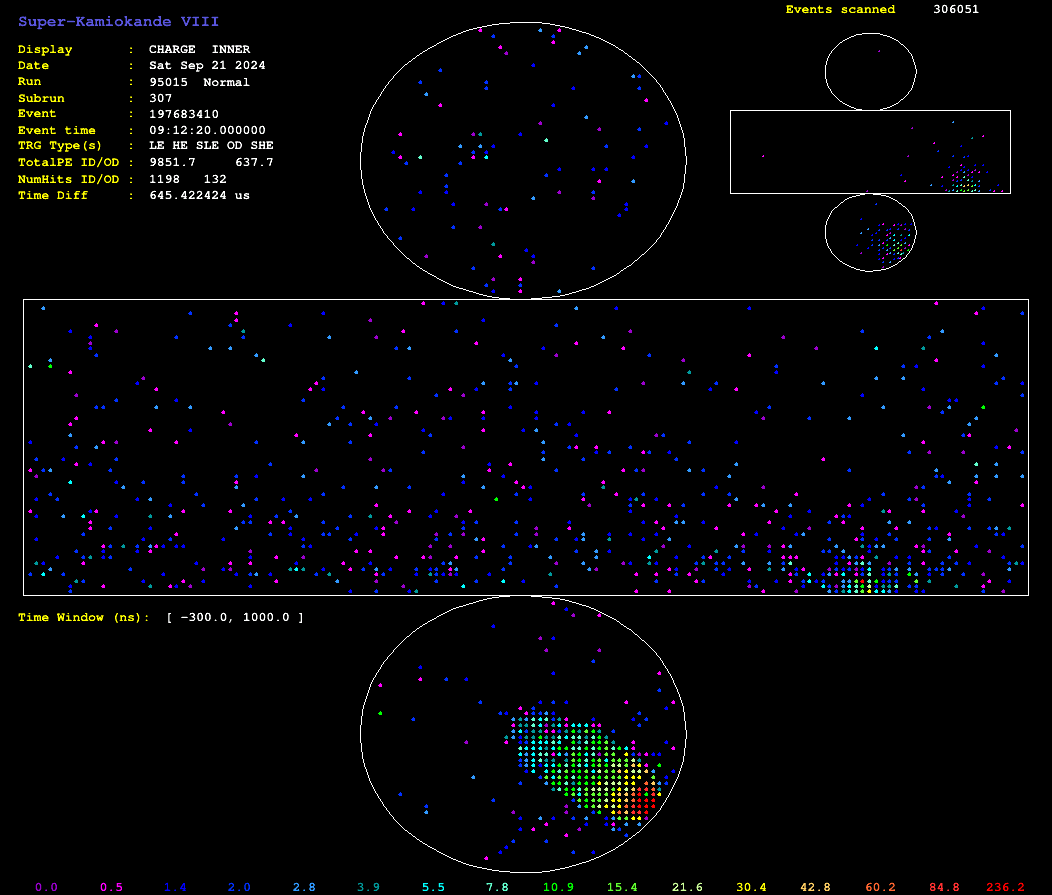 Super-Kamiokande VIII
Events scanned 306051
Display : CHARGE INNER
Date : Sat Sep 21 2024
Run : 95015 Normal
Subrun : 307
Event : 197683410
Event time : 09:12:20.000000
TRG Type(s) : LE HE SLE OD SHE
TotalPE ID/OD : 9851.7 637.7
NumHits ID/OD : 1198 132
Time Diff : 645.422424 us
Time Window (ns): [ -300.0, 1000.0 ]
0.0 0.5 1.4 2.0 2.8 3.9 5.5 7.8 10.9 15.4 21.6 30.4 42.8 60.2 84.8 236.2